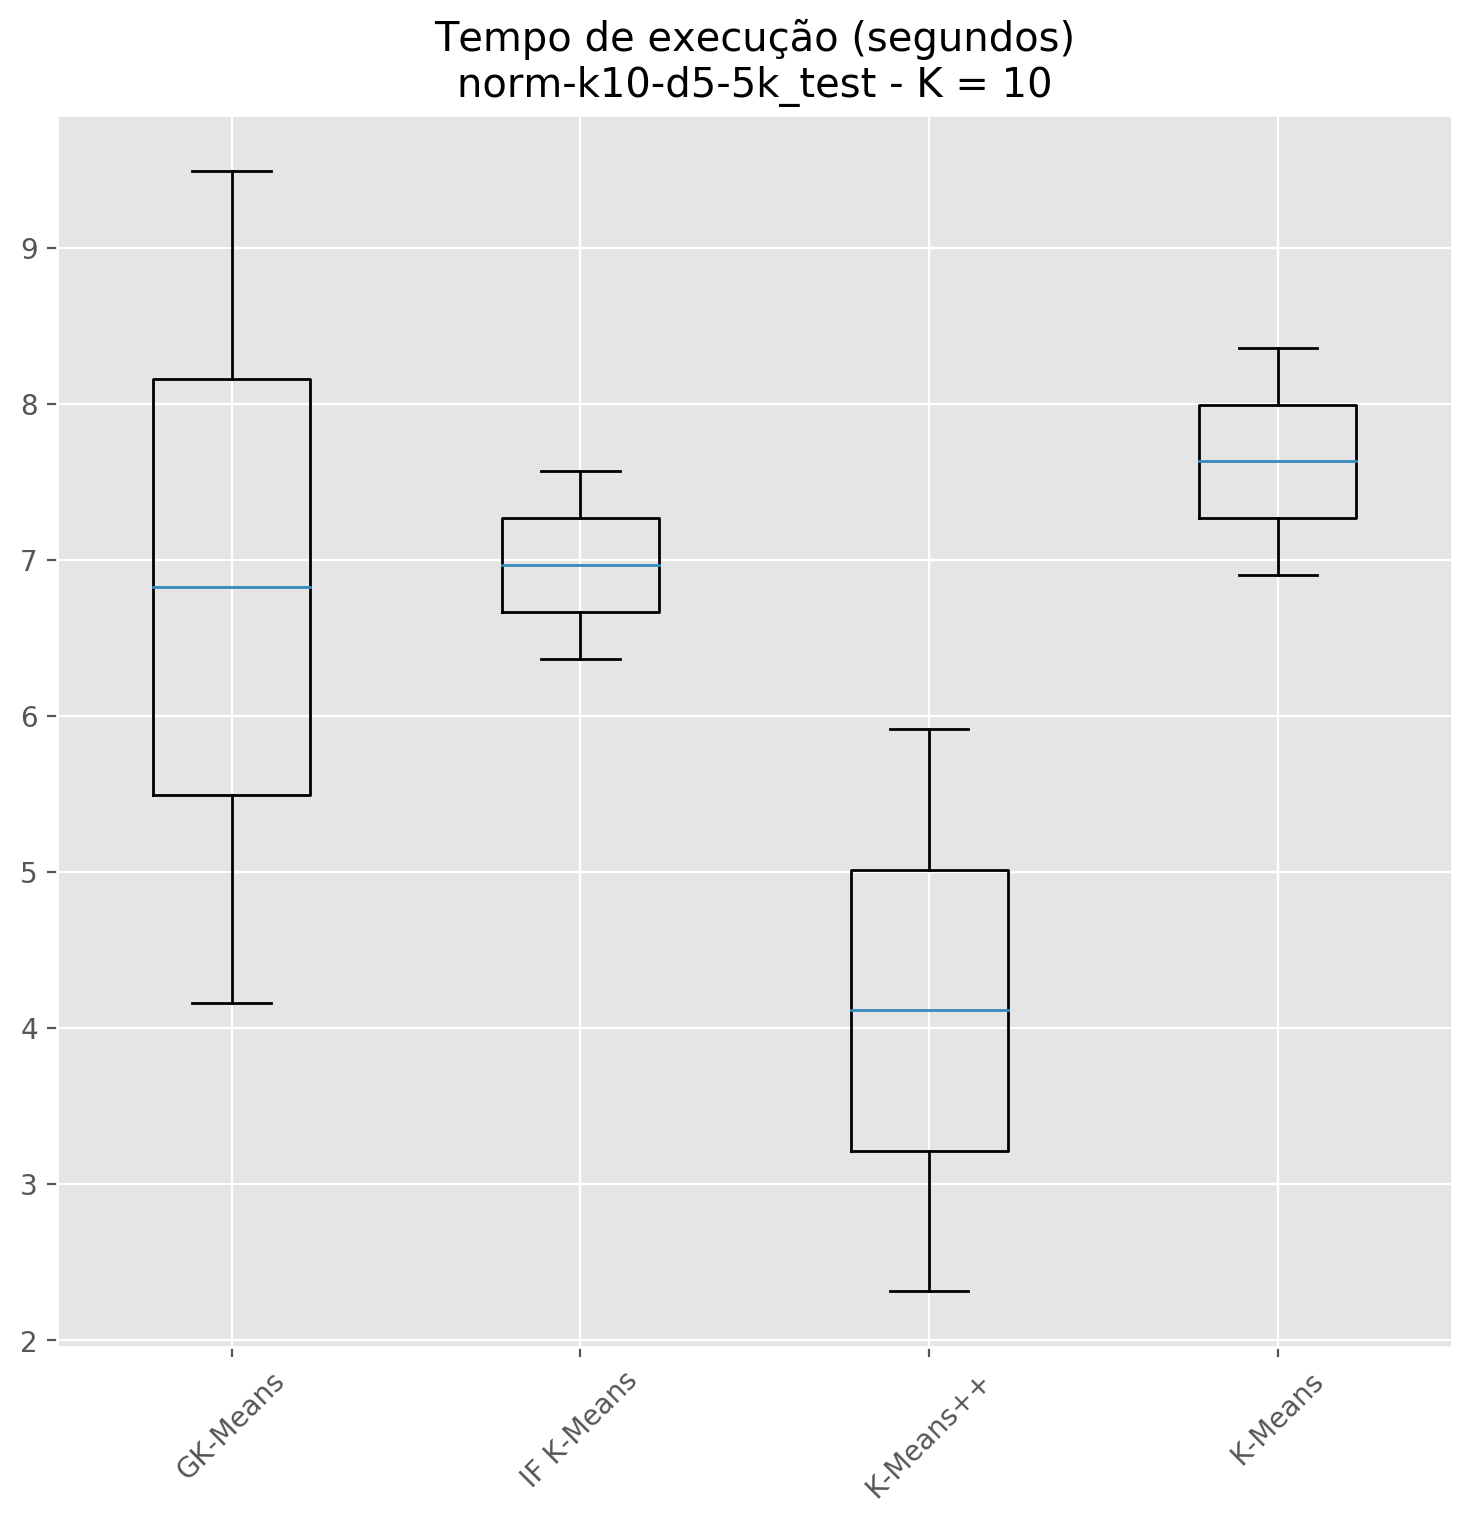 Tempo de execução (segundos)
norm-k10-d5-5k_test - K = 10
9
8
7
6
5
4
3
2
GK-Means
IF K-Means
K-Means++
K-Means